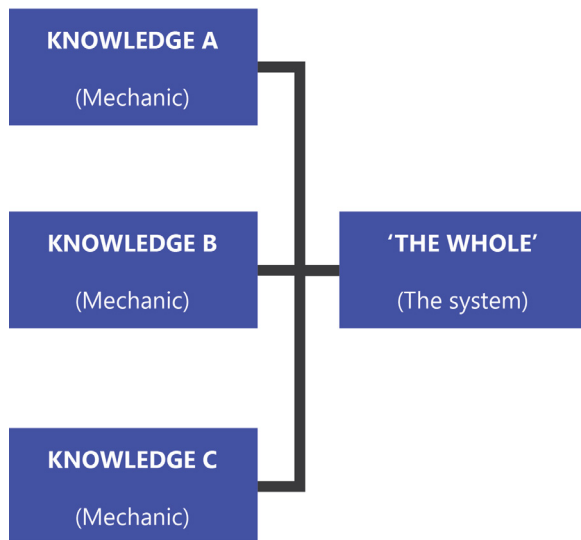 KNOWLEDGE A
(Mechanic)
KNOWLEDGE B
(Mechanic)
‘THE WHOLE’
(The system)
KNOWLEDGE C
(Mechanic)